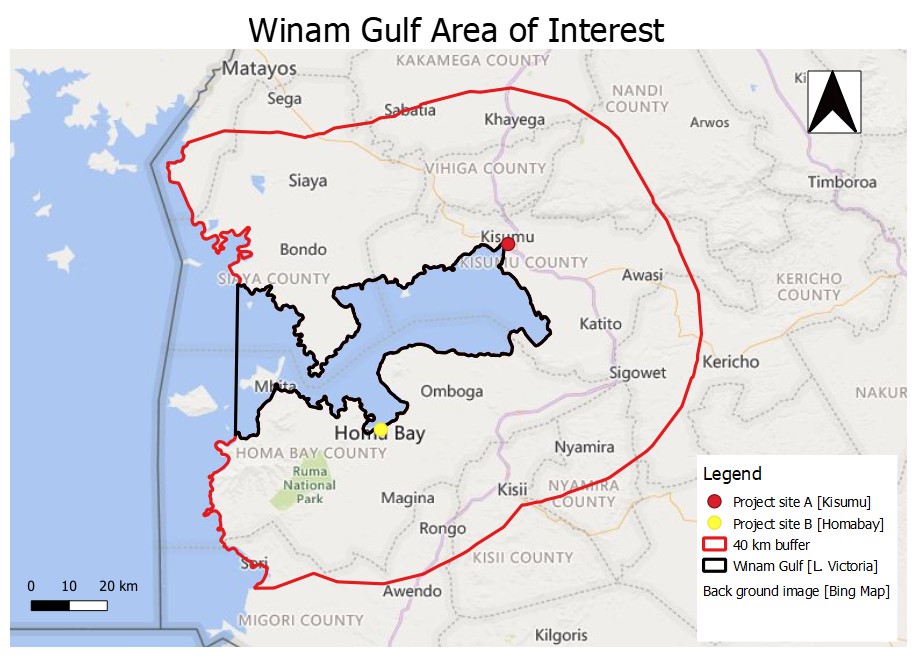 Winam Gulf Area of Interest
KAKAMEGA COUNTY
Matayos
Ki
Sega
NANDI
COUNTY
Sabatia
Khayega
Arwos
VIHIGA COUNTY
Siaya
Timboroa
Kisumu
Bondo
KISUMU COUNTY
SIAYA COUNTY
Awasi
KERICHO
COUNTY
Katito
Kericho
Sigowet
Mbita
Omboga
NAKUR
Homa Bay
HOMA BAY COUNTY
Nyamira
Ruma
National
Park
Magina
Kisii
NYAMIRA
COUNTY
Rongo
Sori
KISII COUNTY
Awendo
MIGORI COUNTY
Kilgoris
0 10 20 km
Legend
Project site A [Kisumu]
Project site B [Homabay]
40 km buffer
Winam Gulf [L. Victoria]
Back ground image [Bing Map]